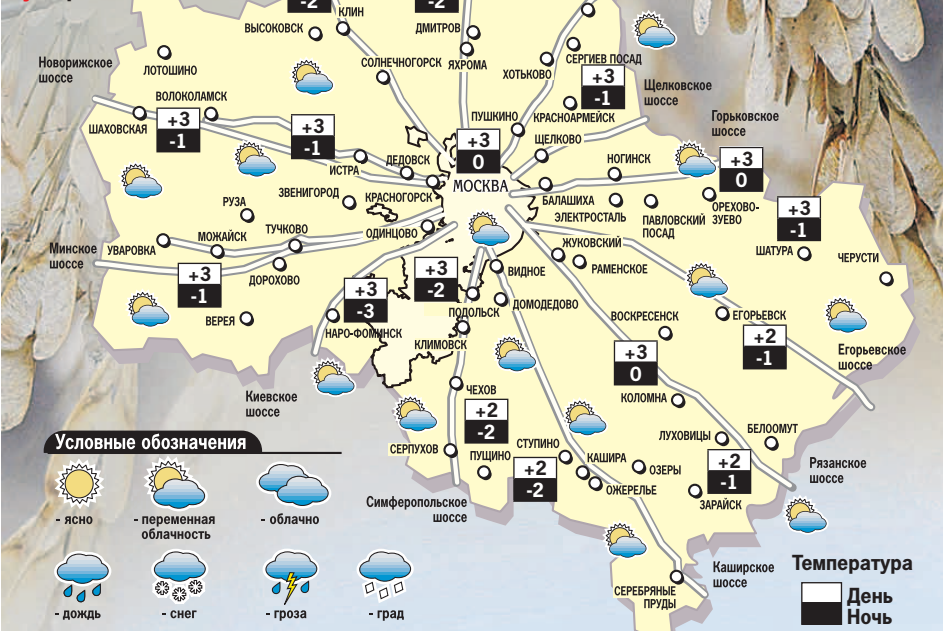 -2
-2
КЛИН
ВЫСОКОВСК
ДМИТРОВ
Новорижское
шоссе
ЛОТОШИНО
СОЛНЕЧНОГОРСК
ЯХРОМА
ХОТЬКОВО
СЕРГИЕВ ПОСАД
+3
-1
Щелковское
шоссе
ВОЛОКОЛАМСК
ШАХОВСКАЯ
+3
-1
+3
-1
ПУШКИНО
КРАСНОАРМЕЙСК
Горьковское
шоссе
+3
0
ЩЕЛКОВО
ИСТРА
ДЕДОВСК
НОГИНСК
+3
0
МОСКВА
ЗВЕНИГОРОД
КРАСНОГОРСК
БАЛАШИХА
ЭЛЕКТРОСТАЛЬ
ПАВЛОВСКИЙ
ПОСАД
ОРЕХОВО-
ЗУЕВО
+3
-1
РУЗА
ТУЧКОВО
ОДИНЦОВО
Минское
шоссе
УВАРОВКА
МОЖАЙСК
ЖУКОВСКИЙ
РАМЕНСКОЕ
ШАТУРА
ЧЕРУСТИ
+3
-1
ДОРОХОВО
+3
-2
ВИДНОЕ
+3
-3
ДОМОДЕДОВО
ПОДОЛЬСК
ВЕРЕЯ
НАРО-ФОМИНСК
КЛИМОВСК
ВОСКРЕСЕНСК
ЕГОРЬЕВСК
+2
-1
Егорьевское
шоссе
+3
0
Киевское
шоссе
ЧЕХОВ
КОЛОМНА
+2
-2
СЕРПУХОВ
ПУЩИНО
СТУПИНО
+2
-2
КАШИРА
ОЖЕРЕЛЬЕ
ОЗЕРЫ
ЛУХОВИЦЫ
БЕЛООМУТ
+2
-1
ЗАРАЙСК
Рязанское
шоссе
Симферопольское
шоссе
Каширское
шоссе
СЕРЕБРЯНЫЕ
ПРУДЫ
Условные обозначения
- ясно
- переменная
облачность
- облачно
- дождь
- снег
- гроза
- град
Температура
День
Ночь